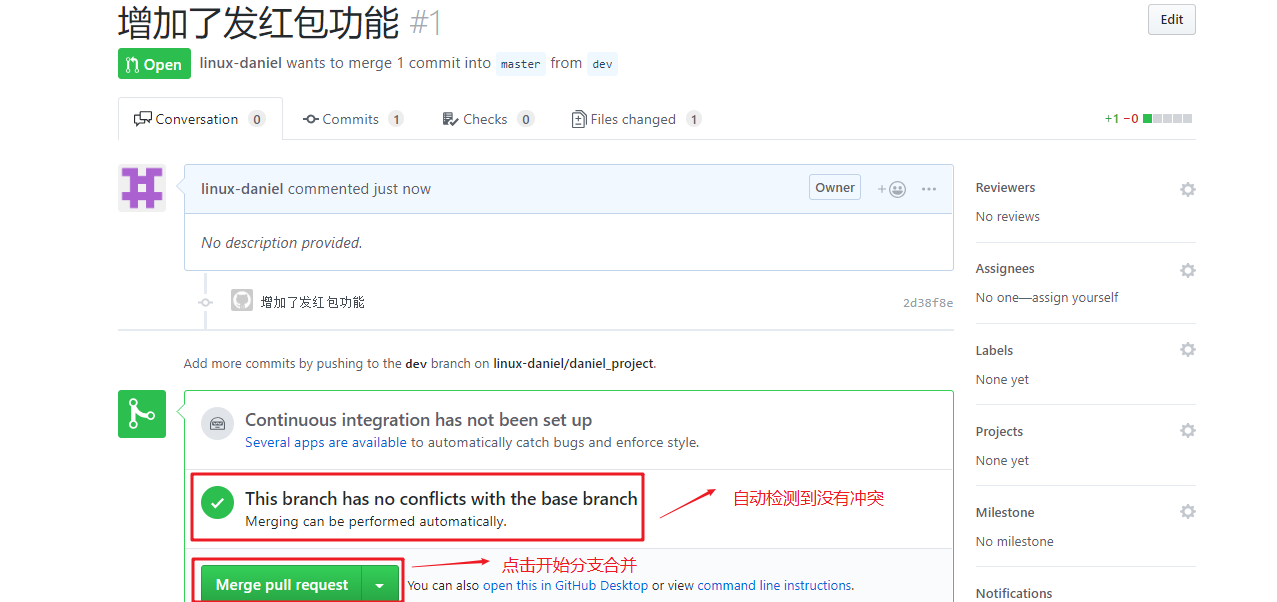 增加了发红包功能 #1
Edit
Open linux-daniel wants to merge 1 commit into master from dev
Conversation 0 Commits 1 Checks 0 Files changed 1 +1 −0
linux-daniel commented just now Owner
No description provided.
增加了发红包功能 2d38f8e
Add more commits by pushing to the dev branch on linux-daniel/daniel_project.
Continuous integration has not been set up
Several apps are available to automatically catch bugs and enforce style.
This branch has no conflicts with the base branch
Merging can be performed automatically.
自动检测到没有冲突
点击开始分支合并
Merge pull request You can also open this in GitHub Desktop or view command line instructions.
Reviewers
No reviews
Assignees
No one—assign yourself
Labels
None yet
Projects
None yet
Milestone
No milestone
Notifications